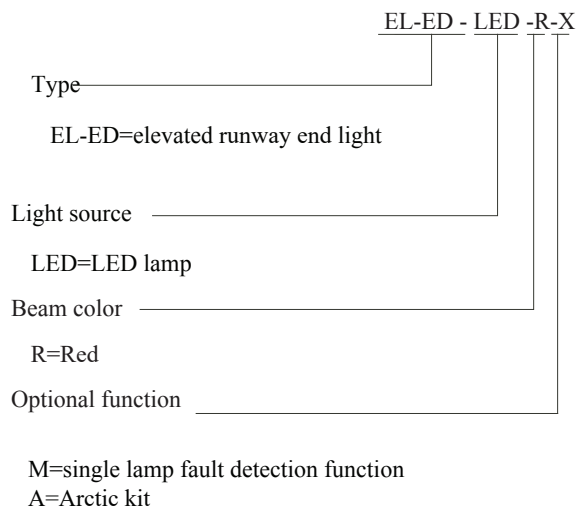 EL-ED - LED -R-X
Type
EL-ED=elevated runway end light
Light source
LED=LED lamp
Beam color
R=Red
Optional function
M=single lamp fault detection function
A=Arctic kit